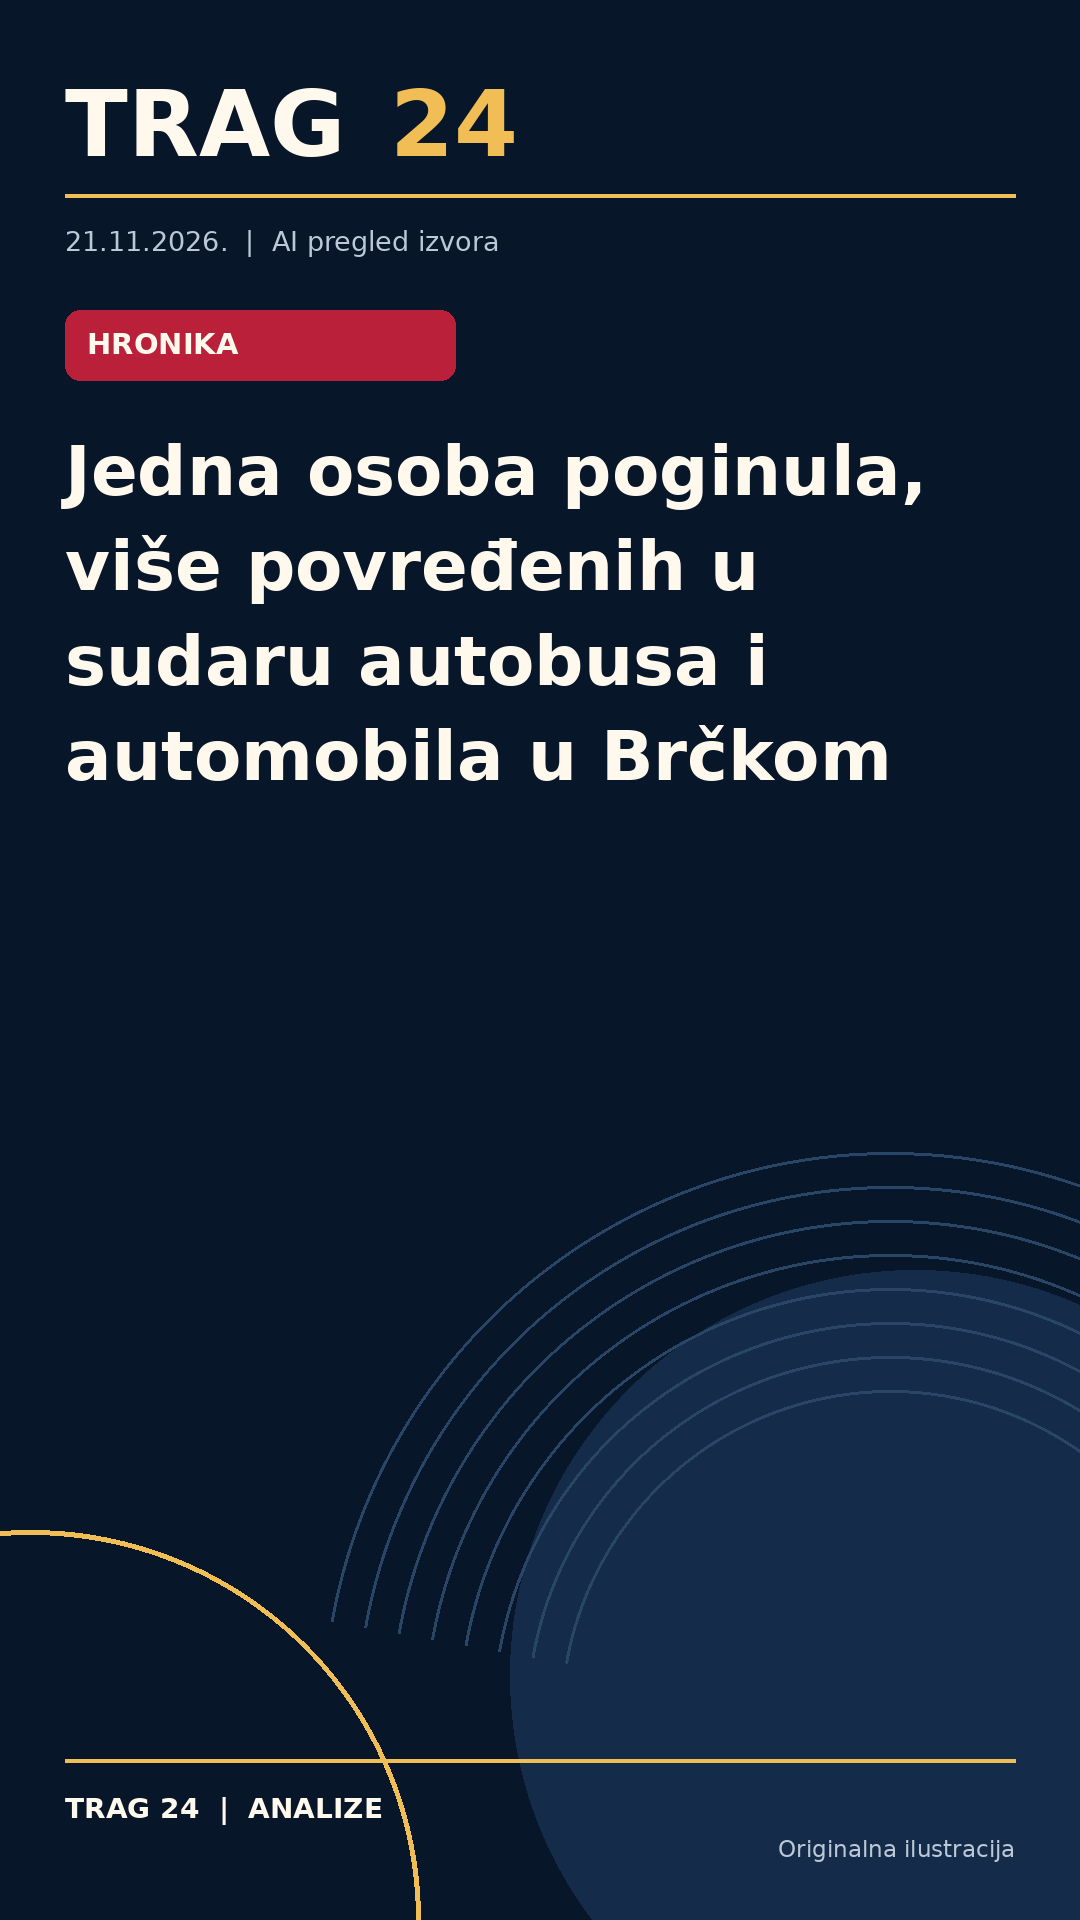 TRAG 24
21.11.2026. | AI pregled izvora
HRONIKA
Jedna osoba poginula,
više povređenih u
sudaru autobusa i
automobila u Brčkom
TRAG 24 | ANALIZE
Originalna ilustracija